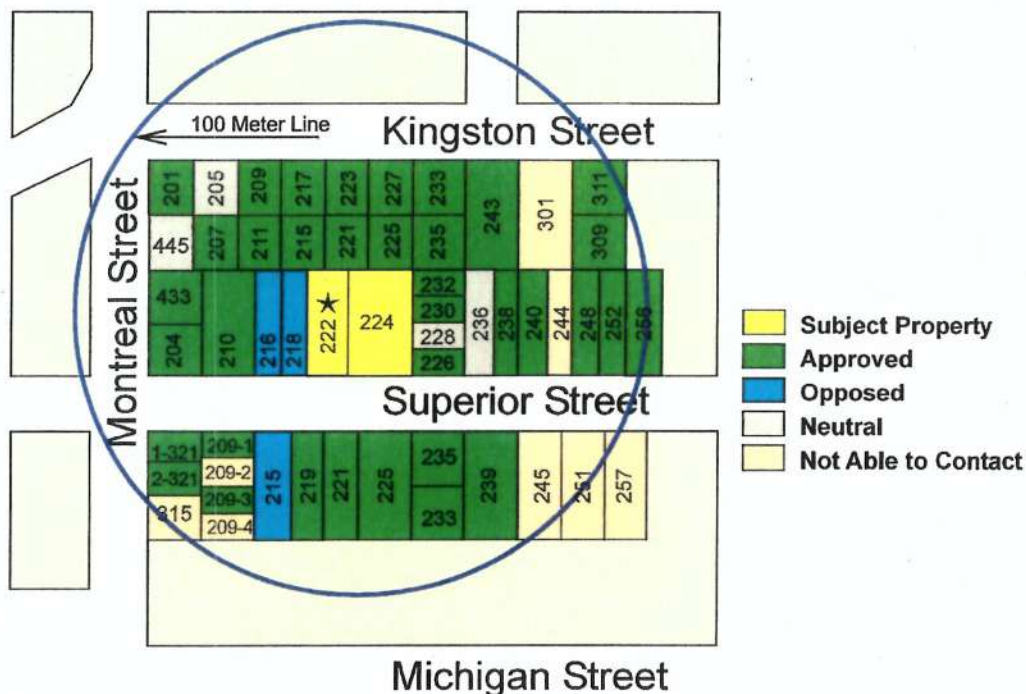 100 Meter Line
Kingston Street
Montreal Street
201 205 209 217 223 227 233 243 301 311
445 207 211 215 221 225 235 309
433 204 210 216 218 222 224 232 230 228 226 236 238 240 244 248 252 256
Superior Street
1-321 2-321 315 209-1 209-2 209-3 209-4 215 219 221 225 235 233 239 245 251 257
Michigan Street
Subject Property
Approved
Opposed
Neutral
Not Able to Contact